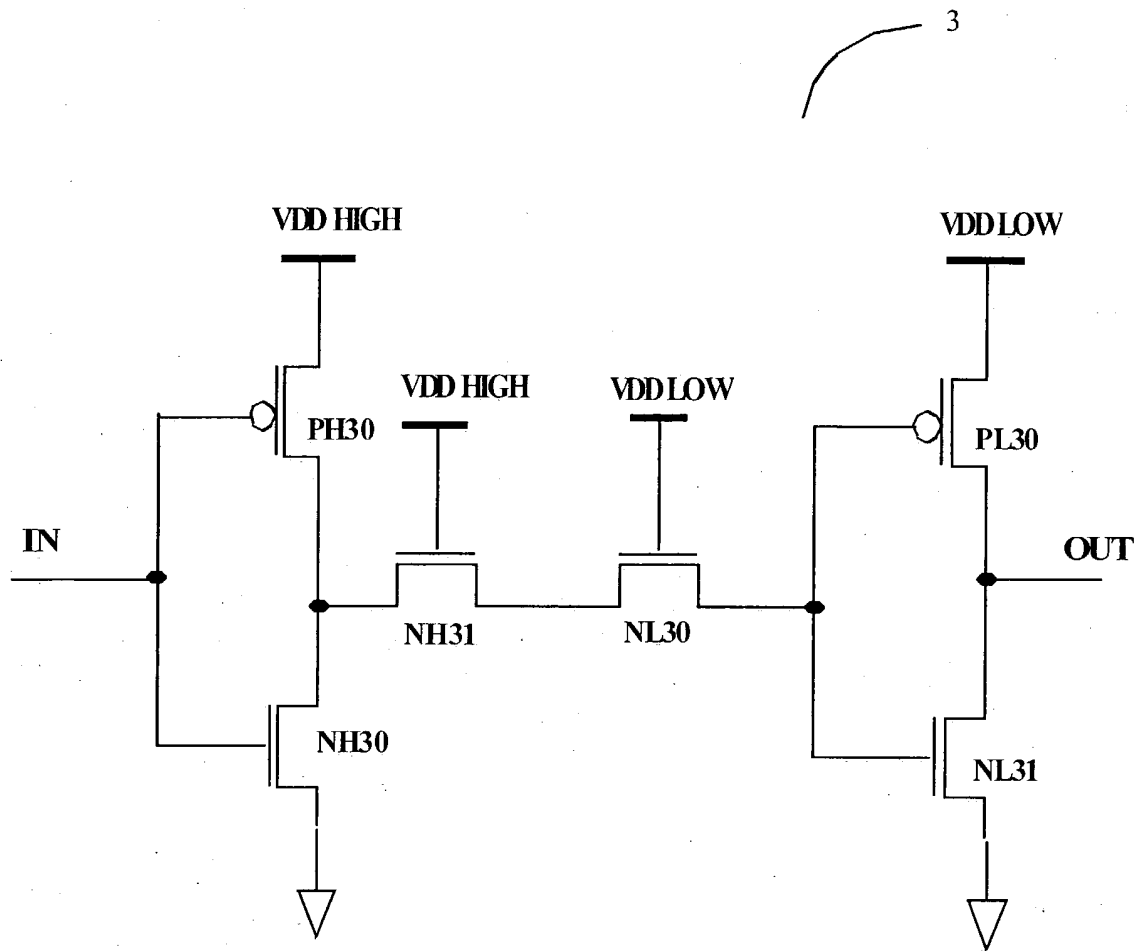 3
VDD HIGH
VDD LOW
VDD HIGH
VDD LOW
PH30
PL30
IN
OUT
NH31
NL30
NH30
NL31